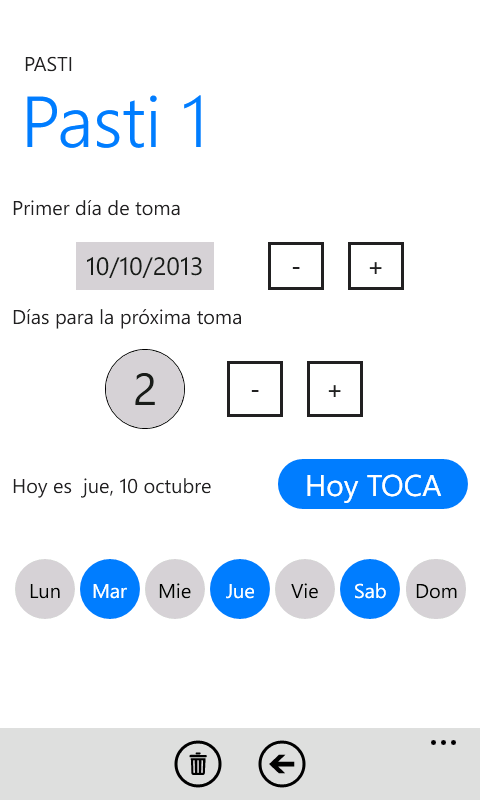 PASTI
Pasti 1
Primer día de toma
10/10/2013 - +
Días para la próxima toma
2 - +
Hoy es  jue, 10 octubre Hoy TOCA
Lun Mar Mie Jue Vie Sab Dom